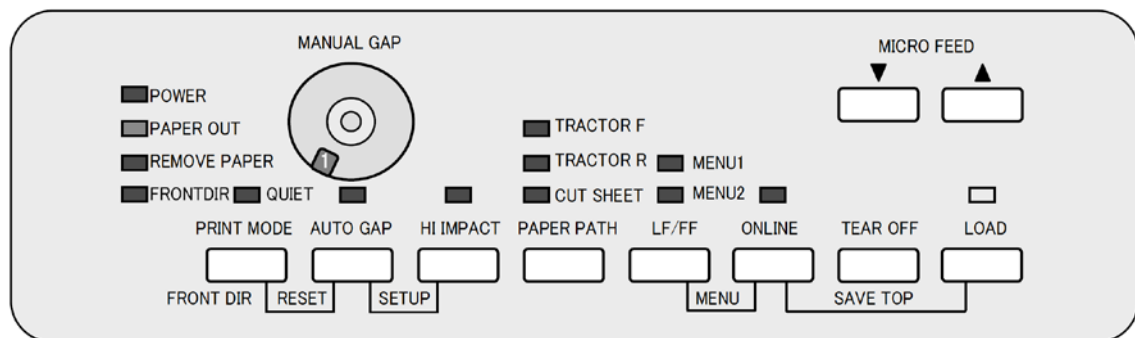 MANUAL GAP
MICRO FEED
▼ ▲
POWER
PAPER OUT
REMOVE PAPER
FRONTDIR QUIET
1
TRACTOR F
TRACTOR R MENU1
CUT SHEET MENU2
PRINT MODE AUTO GAP HI IMPACT PAPER PATH LF/FF ONLINE TEAR OFF LOAD
FRONT DIR RESET SETUP MENU SAVE TOP